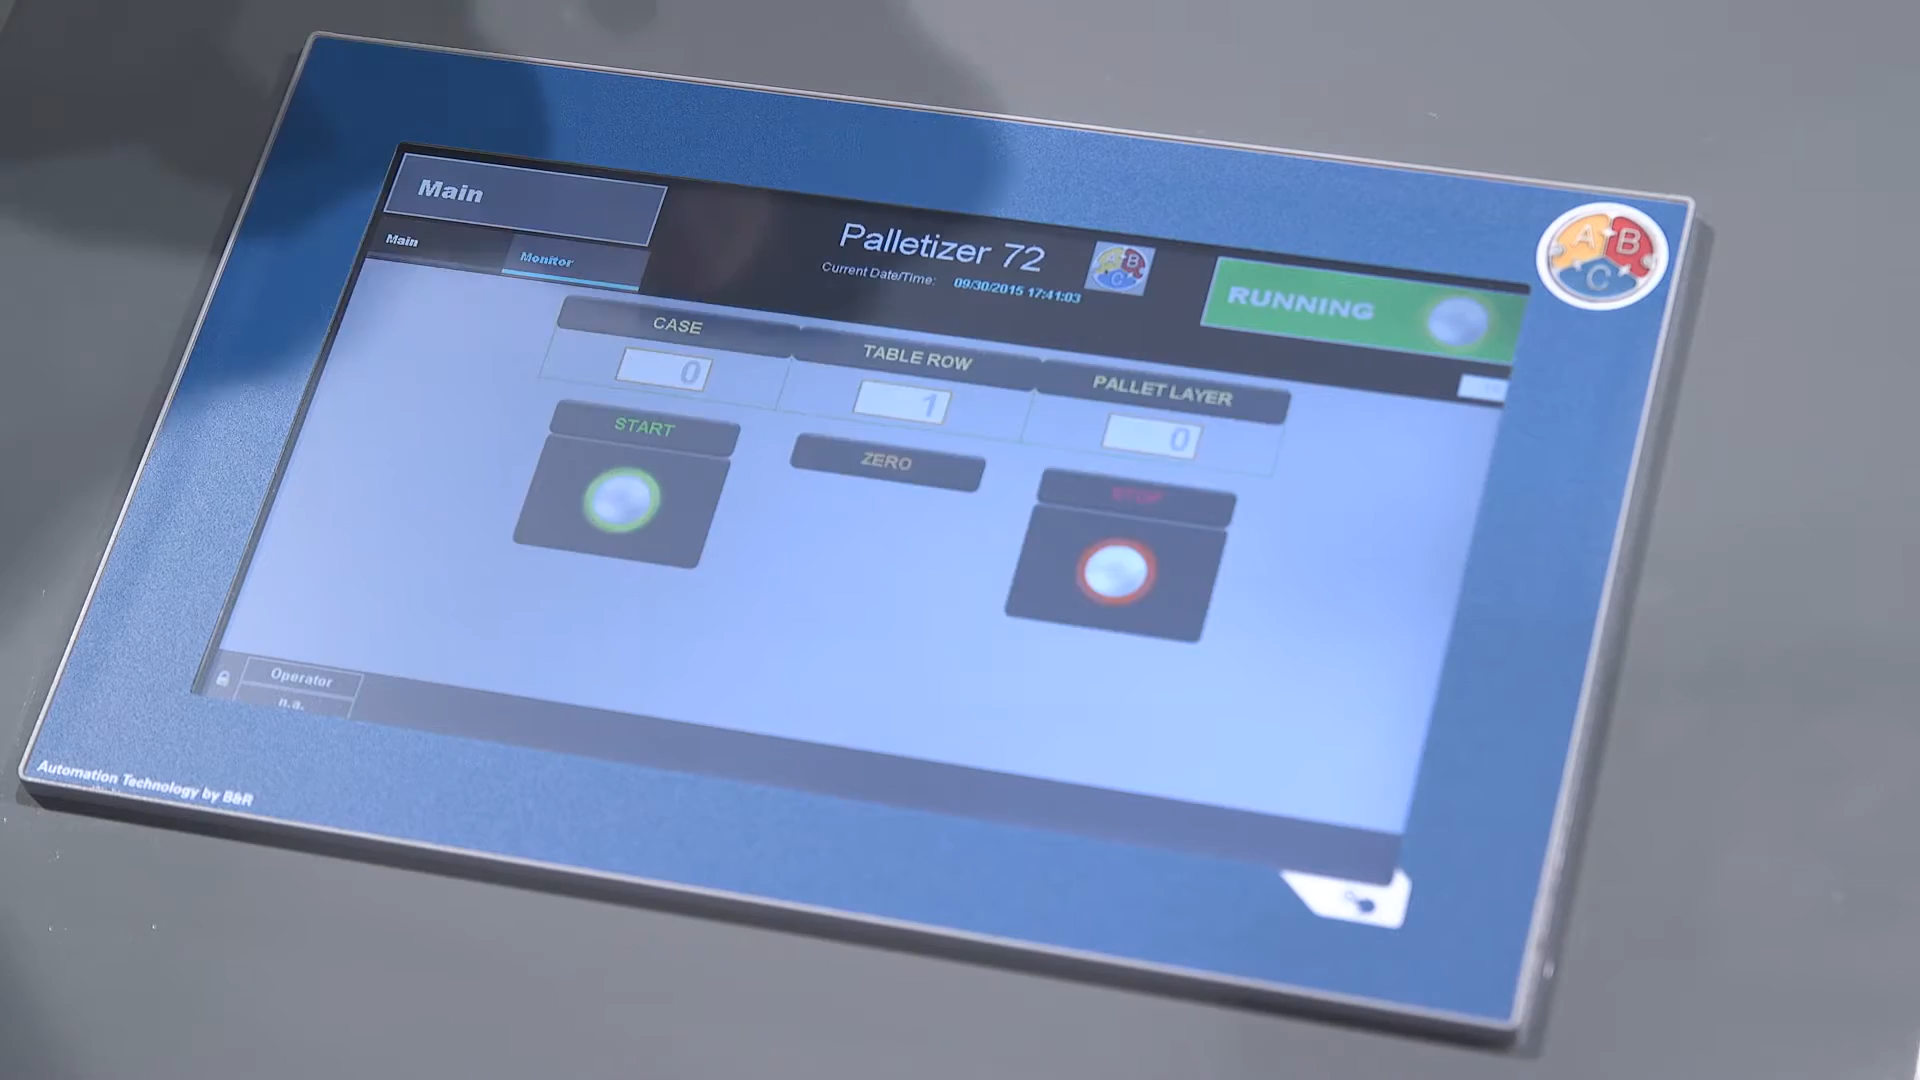 Main
Main
Monitor
Palletizer 72
Current Date/Time: 09/30/2015 17:41:03
A B C
RUNNING
A B C
CASE
TABLE ROW
PALLET LAYER
0
1
0
START
ZERO
STOP
Operator
n.a.
Automation Technology by B&R